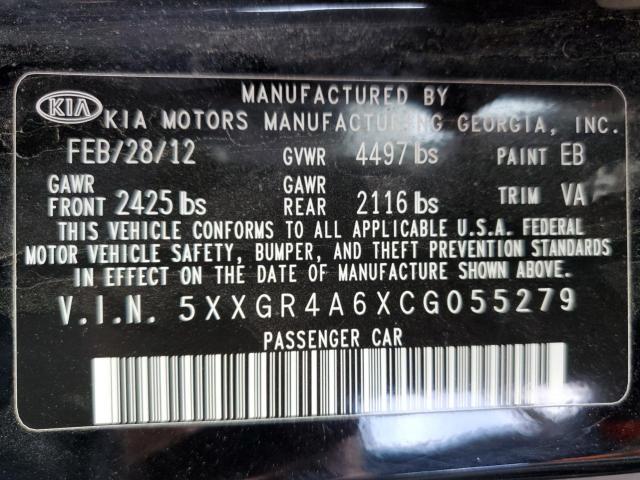 KIA
MANUFACTURED BY
KIA MOTORS MANUFACTURING GEORGIA, INC.
FEB/28/12 GVWR 4497 lbs PAINT EB
GAWR FRONT 2425 lbs GAWR REAR 2116 lbs TRIM VA
THIS VEHICLE CONFORMS TO ALL APPLICABLE U.S.A. FEDERAL
MOTOR VEHICLE SAFETY, BUMPER, AND THEFT PREVENTION STANDARDS
IN EFFECT ON THE DATE OF MANUFACTURE SHOWN ABOVE.
V.I.N. 5XXGR4A6XCG055279
PASSENGER CAR